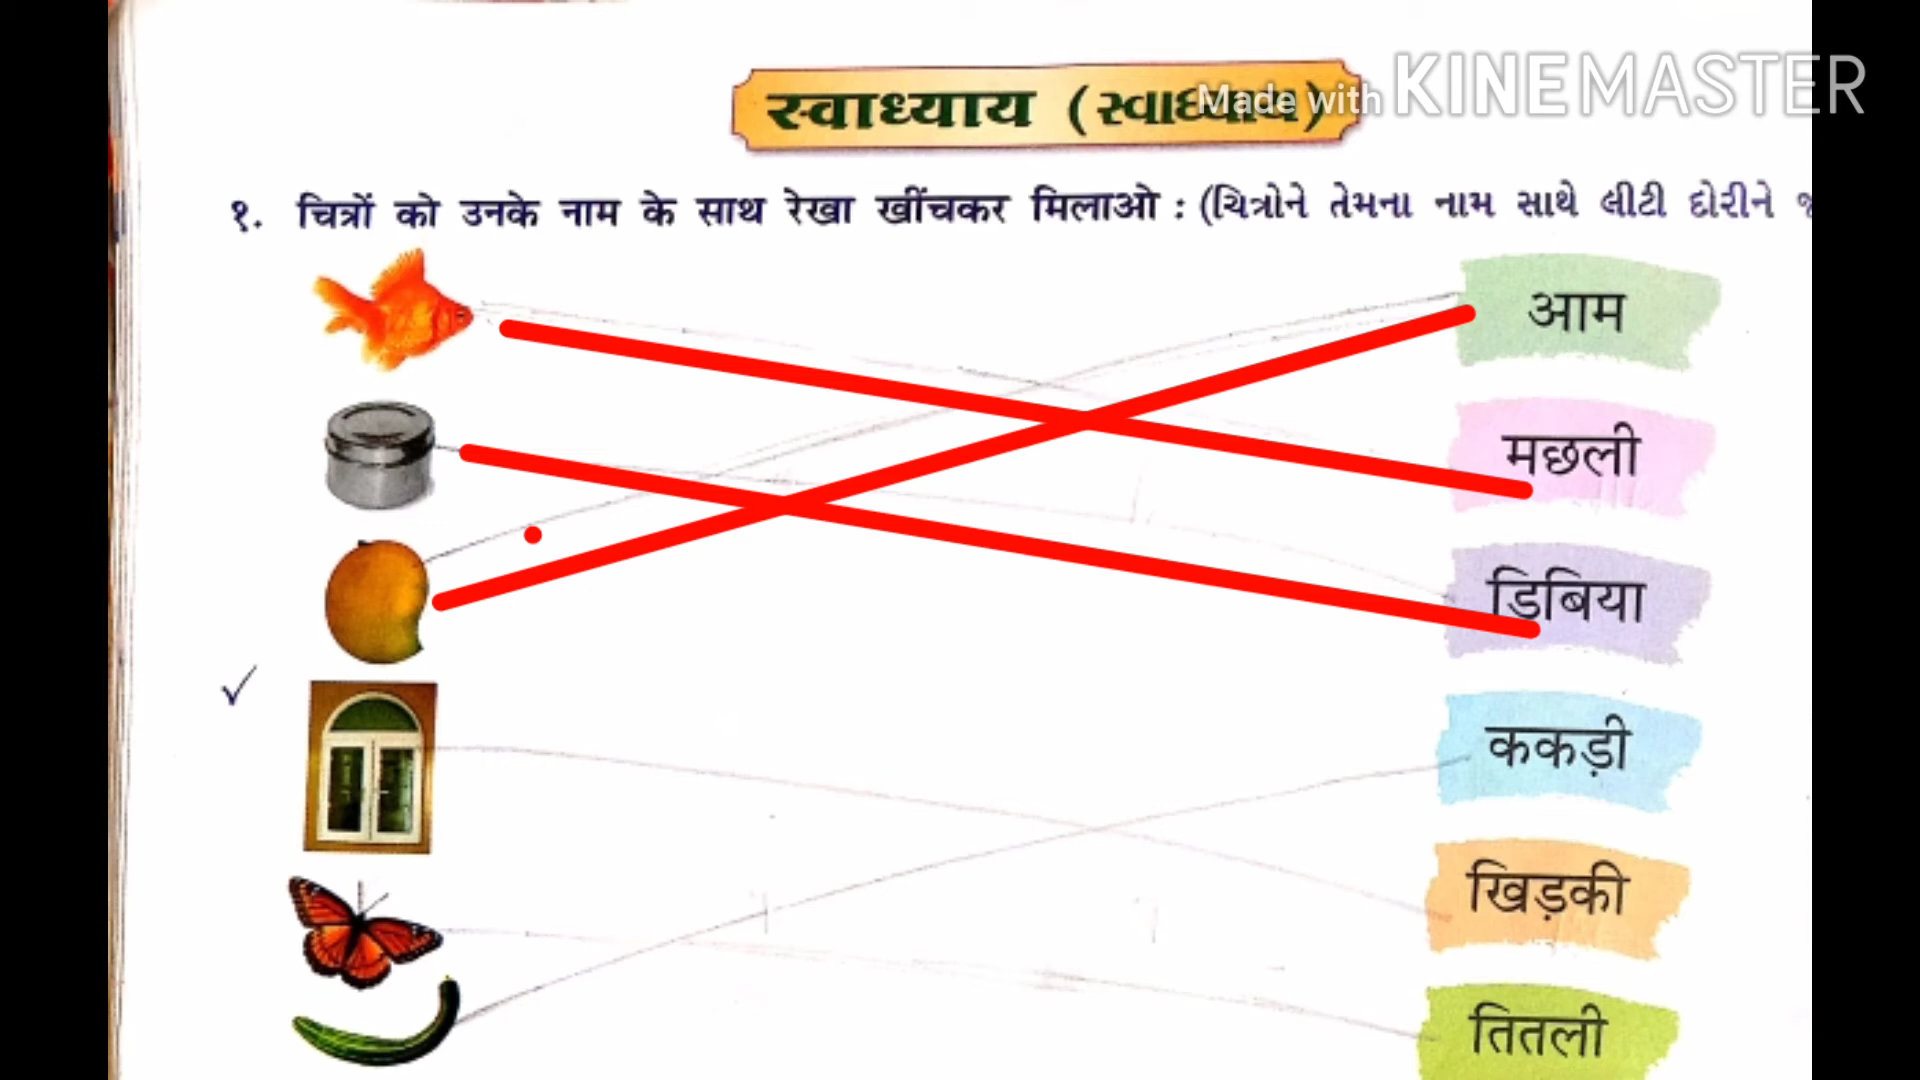 स्वाध्याय (સ્વાધ્યાય)
Made with KINEMASTER
१. चित्रों को उनके नाम के साथ रेखा खींचकर मिलाओ : (ચિત્રોને તેમના નામ સાથે લીટી દોરીને
आम
मछली
डिबिया
ककड़ी
खिड़की
तितली